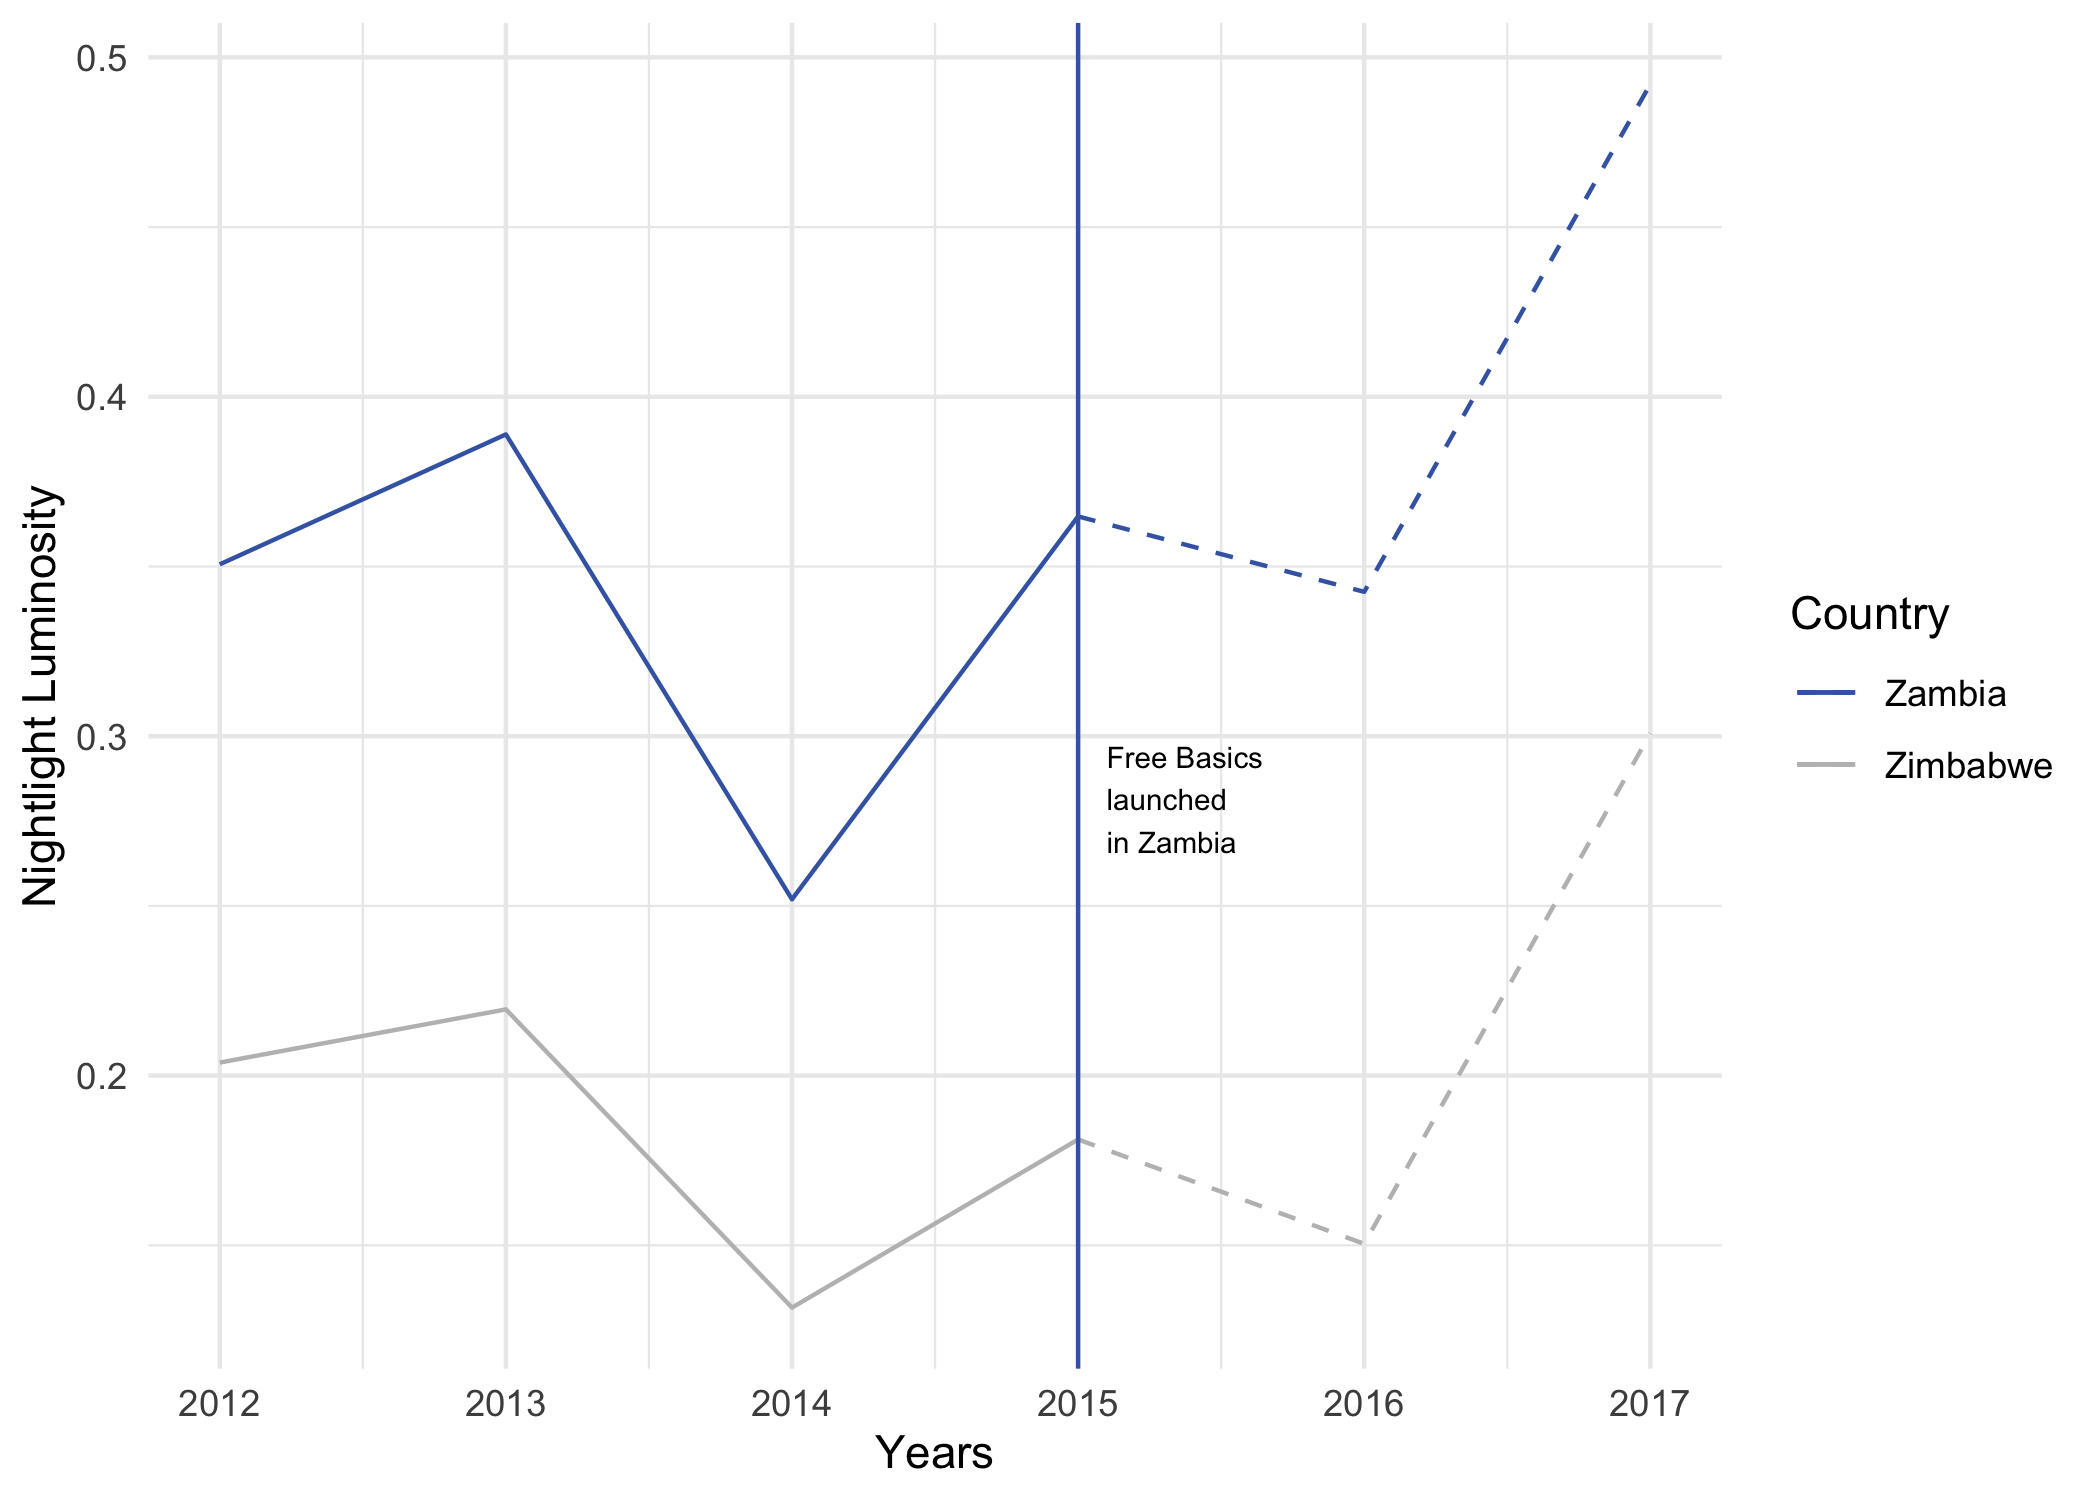 0.5
0.4
0.3
0.2
Nightlight Luminosity
Free Basics
launched
in Zambia
2012 2013 2014 2015 2016 2017
Years
Country
Zambia
Zimbabwe